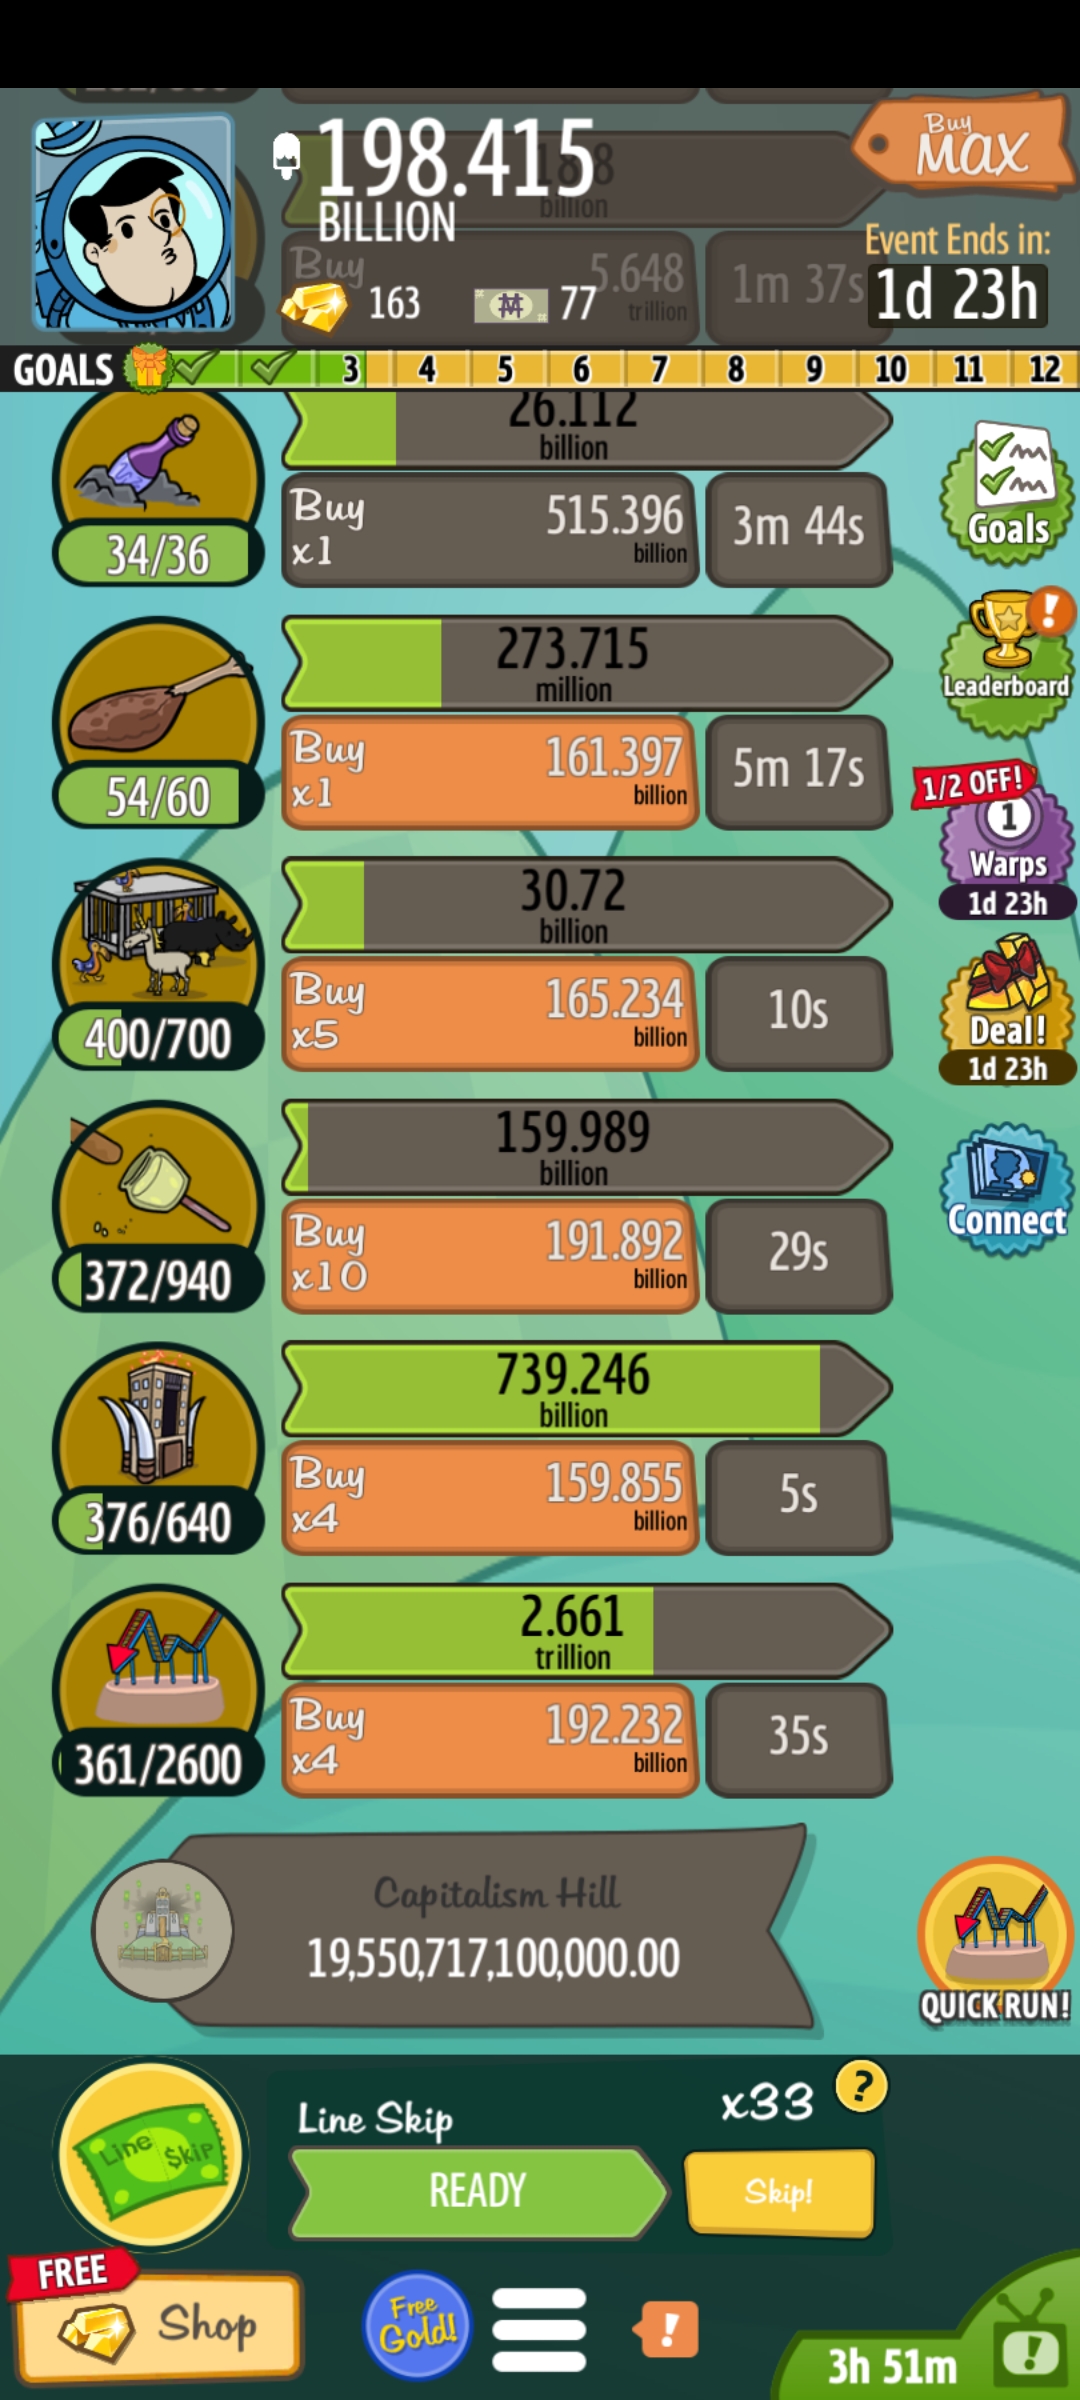 198.415
BILLION
Buy
MAX
18.8
billion
Event Ends in:
1d 23h
163
77
Buy
5.648
trillion
1m 37s
GOALS 3 4 5 6 7 8 9 10 11 12
26.112
billion
34/36
Buy
x1
515.396
billion
3m 44s
Goals
273.715
million
54/60
Buy
x1
161.397
billion
5m 17s
Leaderboard
1/2 OFF!
1
Warps
1d 23h
30.72
billion
400/700
Buy
x5
165.234
billion
10s
Deal!
1d 23h
159.989
billion
372/940
Buy
x10
191.892
billion
29s
Connect
739.246
billion
376/640
Buy
x4
159.855
billion
5s
2.661
trillion
361/2600
Buy
x4
192.232
billion
35s
Capitalism Hill
19,550,717,100,000.00
QUICK RUN!
Line Skip
Line $kip
x33
?
READY
Skip!
FREE
Shop
Free
Gold!
!
3h 51m
!